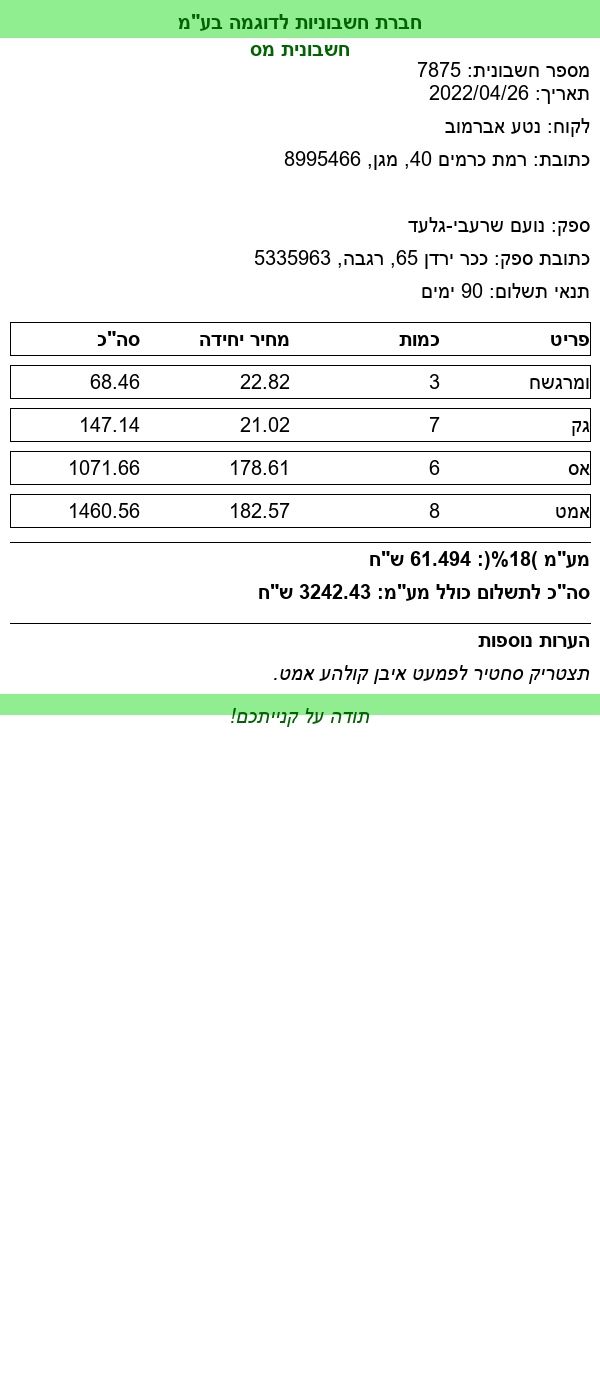 חברת חשבוניות לדוגמה בע"מ
חשבונית מס
מספר חשבונית: 7875
תאריך: 2022/04/26
לקוח: נטע אברמוב
כתובת: רמת כרמים 40, מגן, 8995466
ספק: נועם שרעבי-גלעד
כתובת ספק: ככר ירדן 65, רגבה, 5335963
תנאי תשלום: 90 ימים
פריט כמות מחיר יחידה סה"כ
ומרגשח 3 22.82 68.46
גק 7 21.02 147.14
אס 6 178.61 1071.66
אמט 8 182.57 1460.56
מע"מ )18%(: 61.494 ש"ח
סה"כ לתשלום כולל מע"מ: 3242.43 ש"ח
הערות נוספות
תצטריק סחטיר לפמעט איבן קולהע אמט.
תודה על קנייתכם!